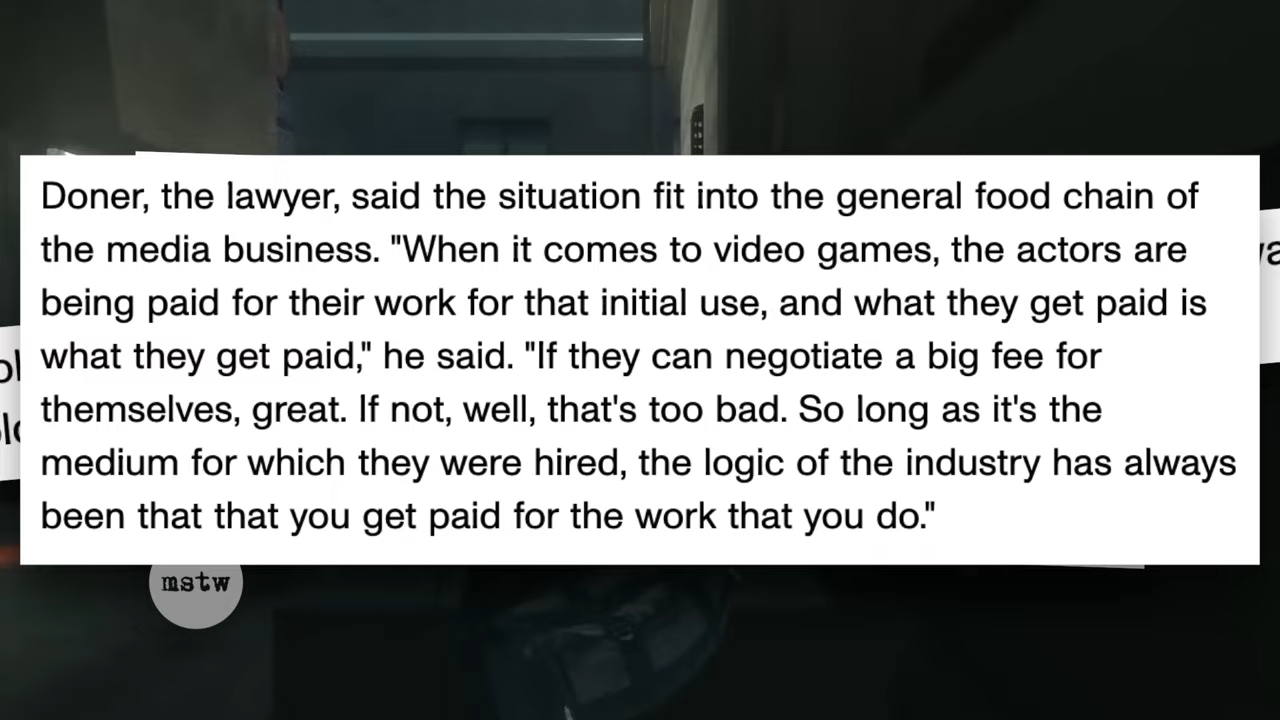 Doner, the lawyer, said the situation fit into the general food chain of
the media business. "When it comes to video games, the actors are
being paid for their work for that initial use, and what they get paid is
what they get paid," he said. "If they can negotiate a big fee for
themselves, great. If not, well, that's too bad. So long as it's the
medium for which they were hired, the logic of the industry has always
been that that you get paid for the work that you do."
mstw